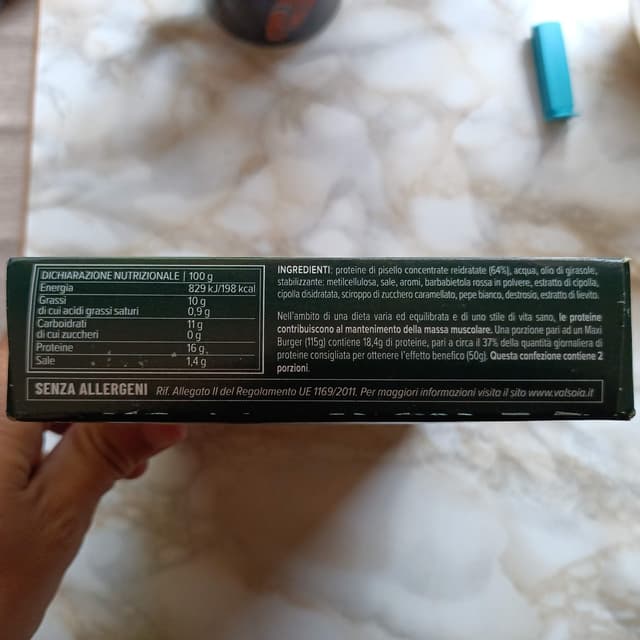 DICHIARAZIONE NUTRIZIONALE | 100 g
Energia 829 kJ/198 kcal
Grassi 10 g
di cui acidi grassi saturi 0,9 g
Carboidrati 11 g
di cui zuccheri 0 g
Proteine 16 g
Sale 1,4 g
INGREDIENTI: proteine di pisello concentrate reidratate (64%), acqua, olio di girasole,
stabilizzante: metilcellulosa, sale, aromi, barbabietola rossa in polvere, estratto di cipolla,
cipolla disidratata, sciroppo di zucchero caramellato, pepe bianco, destrosio, estratto di lievito.
Nell'ambito di una dieta varia ed equilibrata e di uno stile di vita sano, le proteine
contribuiscono al mantenimento della massa muscolare. Una porzione pari ad un Maxi
Burger (115g) contiene 18,4g di proteine, pari a circa il 37% della quantità giornaliera di
proteine consigliata per ottenere l'effetto benefico (50g). Questa confezione contiene 2
porzioni.
SENZA ALLERGENI Rif. Allegato II del Regolamento UE 1169/2011. Per maggiori informazioni visita il sito www.valsoia.it